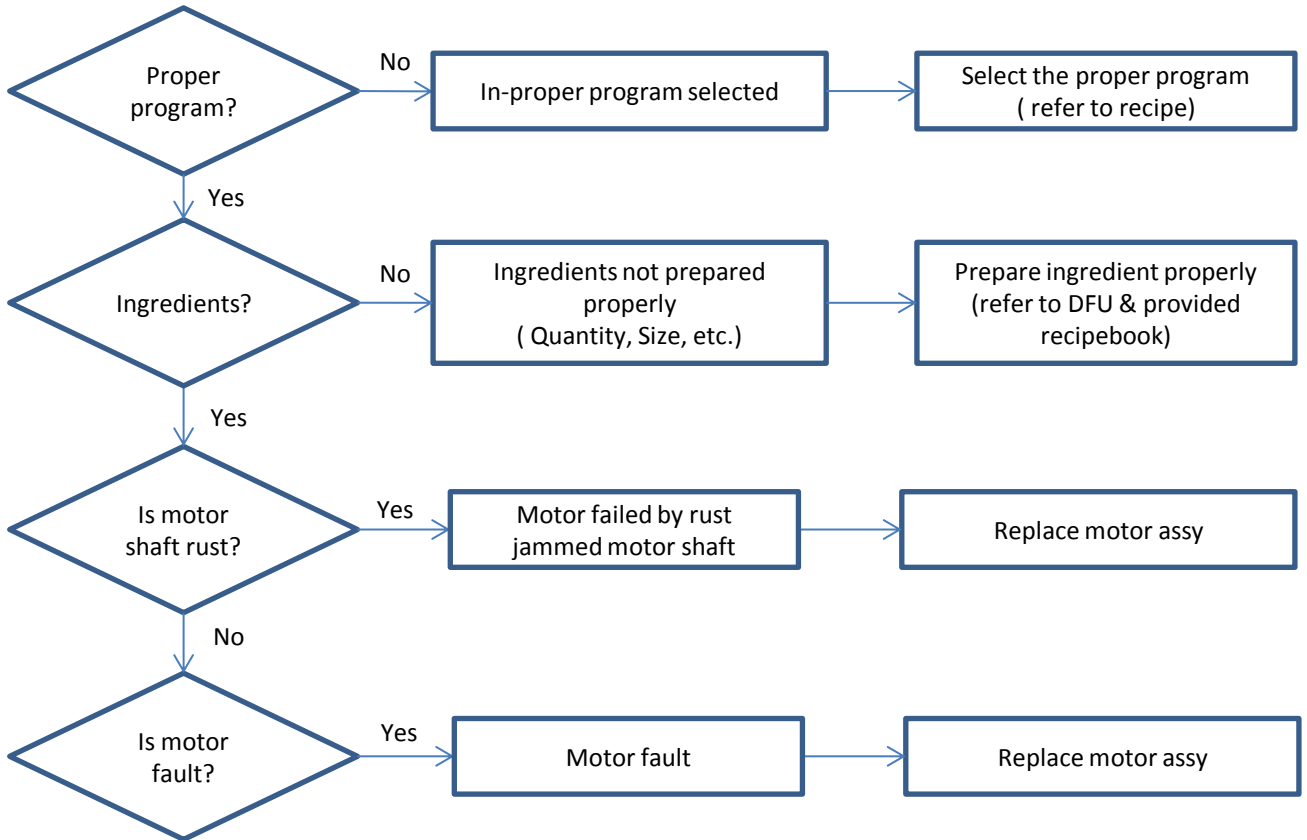 Proper
program?
No
In-proper program selected
Select the proper program
( refer to recipe)
Yes
Ingredients?
No
Ingredients not prepared
properly
( Quantity, Size, etc.)
Prepare ingredient properly
(refer to DFU & provided
recipebook)
Yes
Is motor
shaft rust?
Yes
Motor failed by rust
jammed motor shaft
Replace motor assy
No
Is motor
fault?
Yes
Motor fault
Replace motor assy